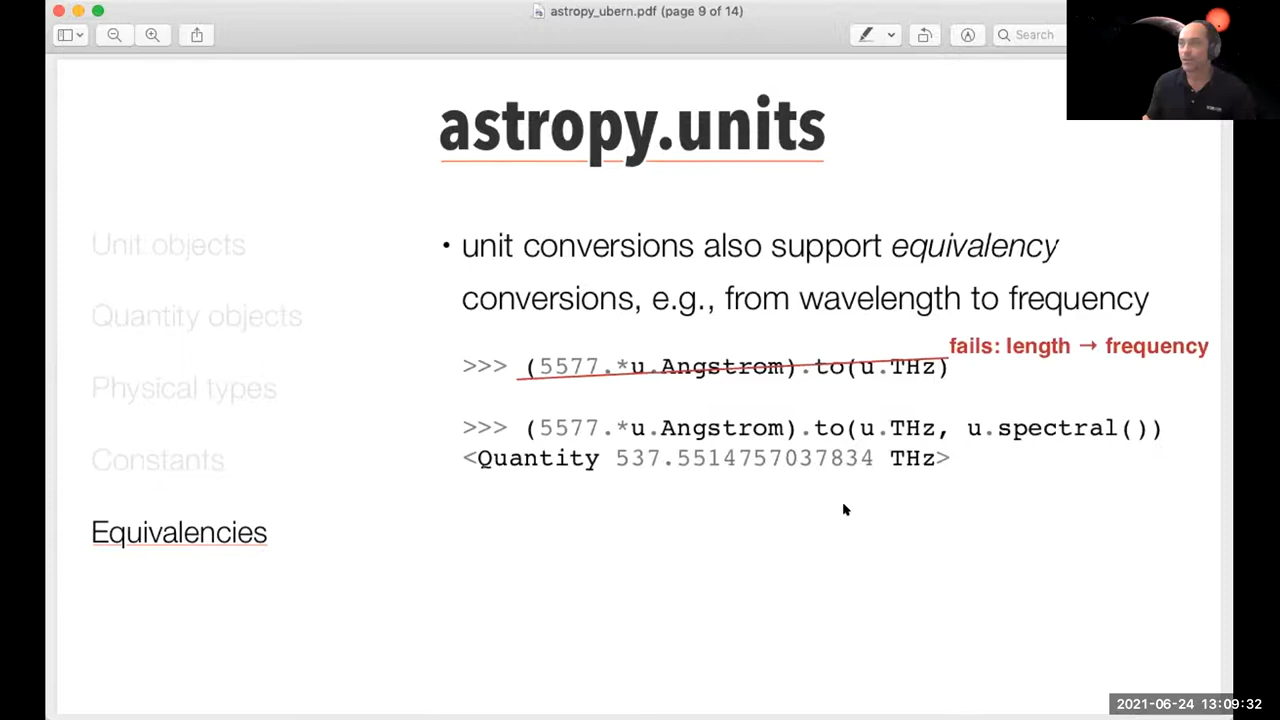 astropy_ubern.pdf (page 9 of 14)
Search
astropy.units
Unit objects
Quantity objects
Physical types
Constants
Equivalencies
• unit conversions also support equivalency
conversions, e.g., from wavelength to frequency
fails: length → frequency
>>> (5577.*u.Angstrom).to(u.THz)
>>> (5577.*u.Angstrom).to(u.THz, u.spectral())
<Quantity 537.5514757037834 THz>
2021-06-24 13:09:32